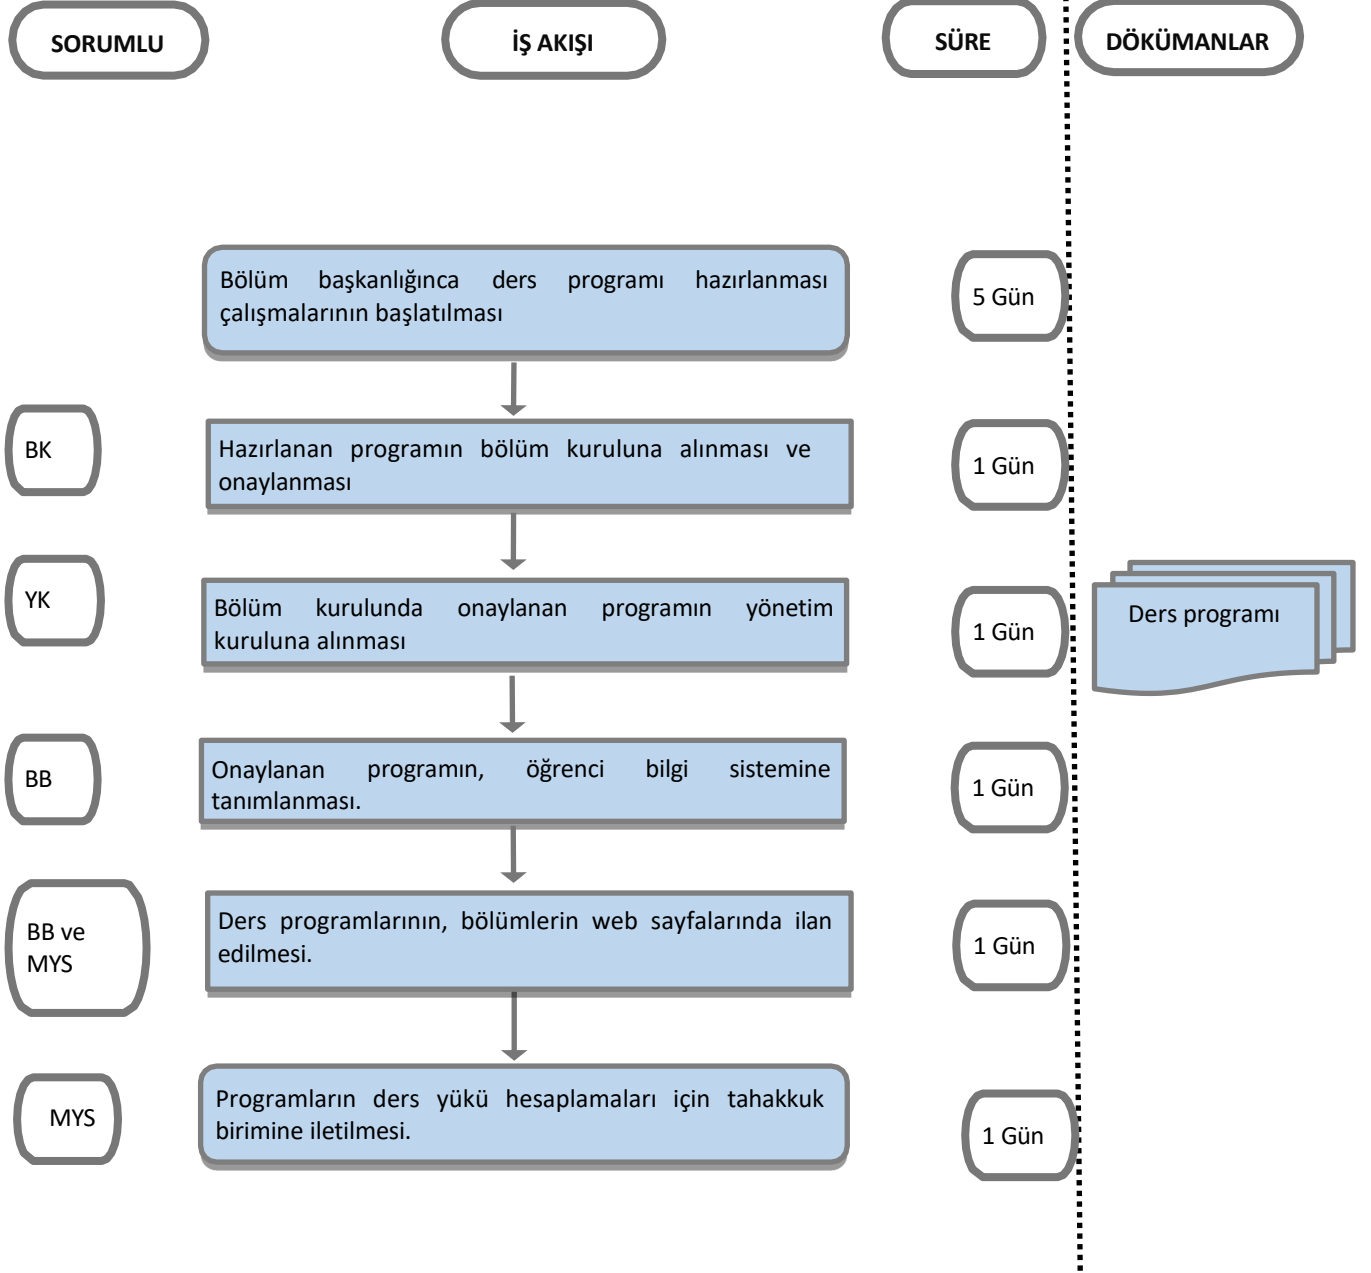 SORUMLU
İŞ AKIŞI
SÜRE
DÖKÜMANLAR
Bölüm başkanlığınca ders programı hazırlanması
çalışmalarının başlatılması
5 Gün
BK
Hazırlanan programın bölüm kuruluna alınması ve
onaylanması
1 Gün
YK
Bölüm kurulunda onaylanan programın yönetim
kuruluna alınması
1 Gün
Ders programı
BB
Onaylanan programın, öğrenci bilgi sistemine
tanımlanması.
1 Gün
BB ve
MYS
Ders programlarının, bölümlerin web sayfalarında ilan
edilmesi.
1 Gün
MYS
Programların ders yükü hesaplamaları için tahakkuk
birimine iletilmesi.
1 Gün